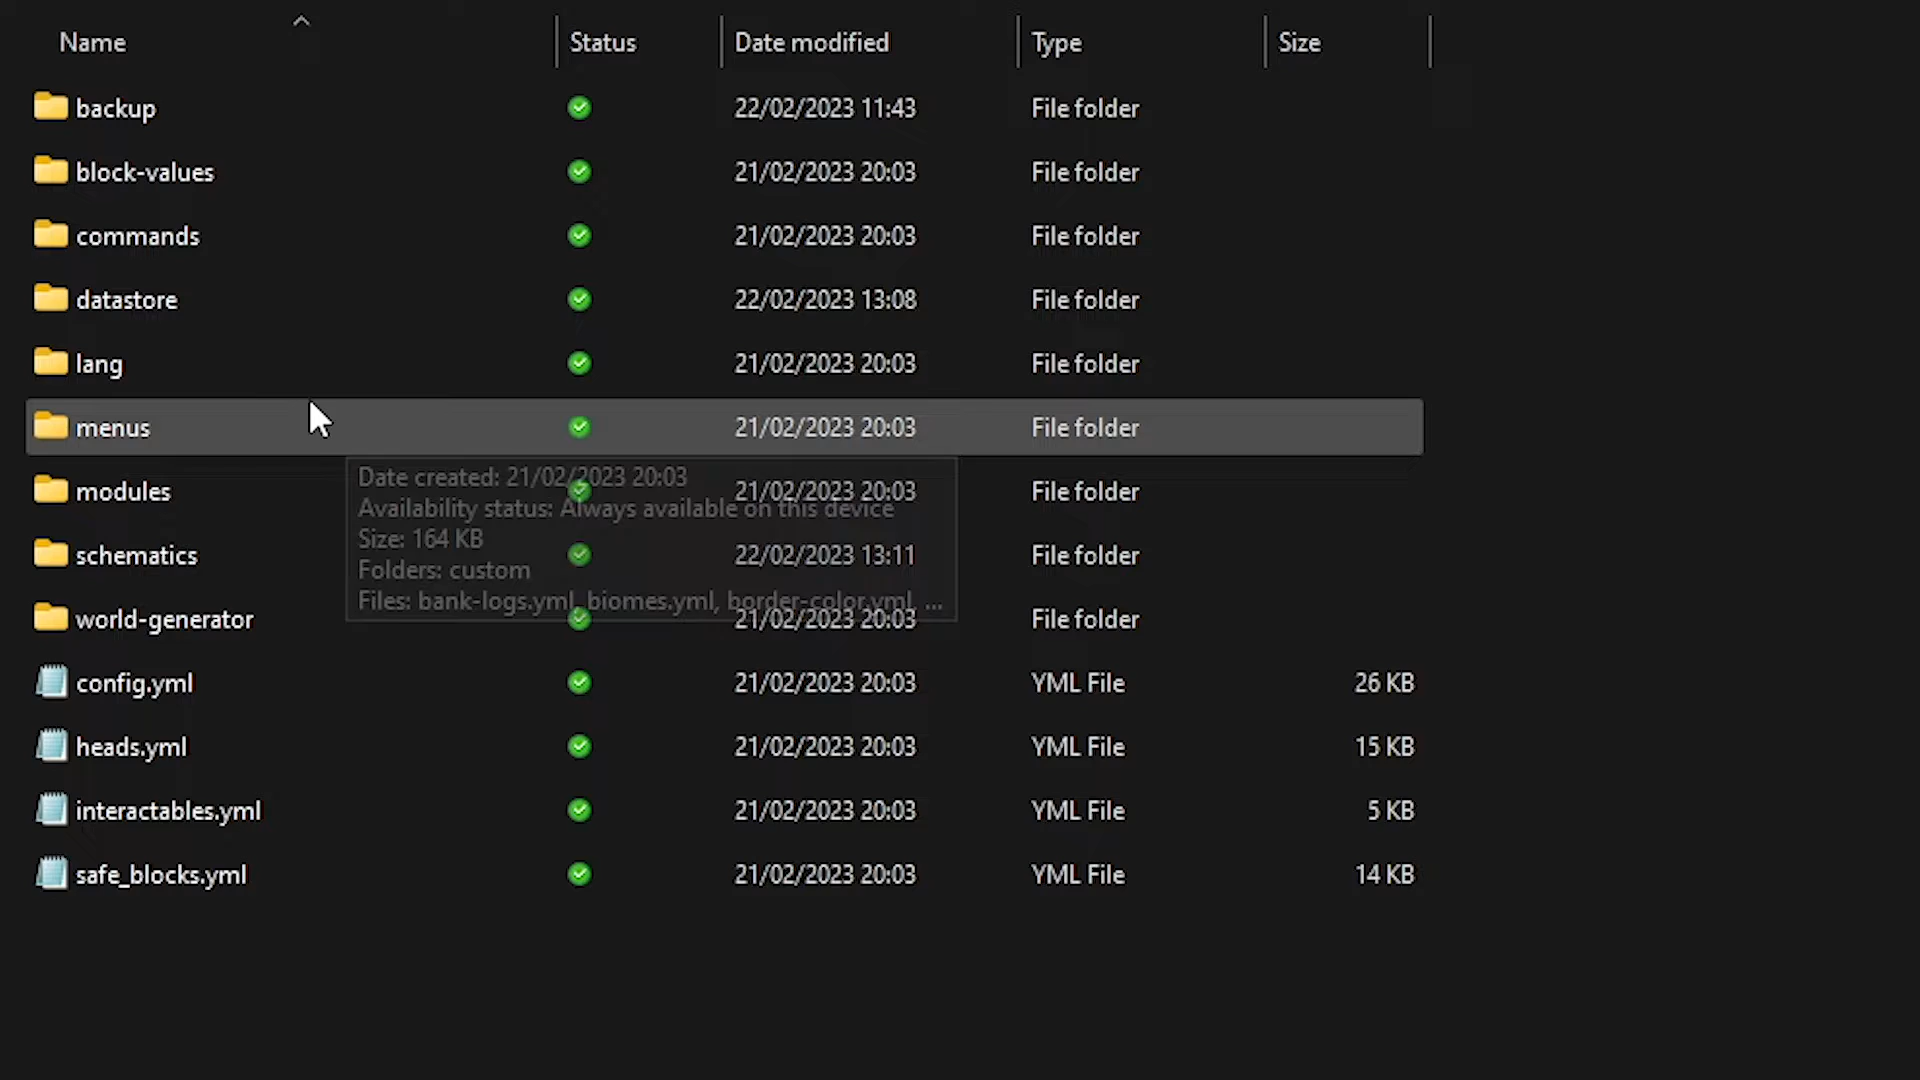 Name Status Date modified Type Size
backup 22/02/2023 11:43 File folder
block-values 21/02/2023 20:03 File folder
commands 21/02/2023 20:03 File folder
datastore 22/02/2023 13:08 File folder
lang 21/02/2023 20:03 File folder
menus 21/02/2023 20:03 File folder
Date created: 21/02/2023 20:03
modules 21/02/2023 20:03 File folder
Availability status: Always available on this device
Size: 164 KB
schematics 22/02/2023 13:11 File folder
Folders: custom
Files: bank-logs.yml, biomes.yml, border-color.yml, ...
world-generator 21/02/2023 20:03 File folder
config.yml 21/02/2023 20:03 YML File 26 KB
heads.yml 21/02/2023 20:03 YML File 15 KB
interactables.yml 21/02/2023 20:03 YML File 5 KB
safe_blocks.yml 21/02/2023 20:03 YML File 14 KB